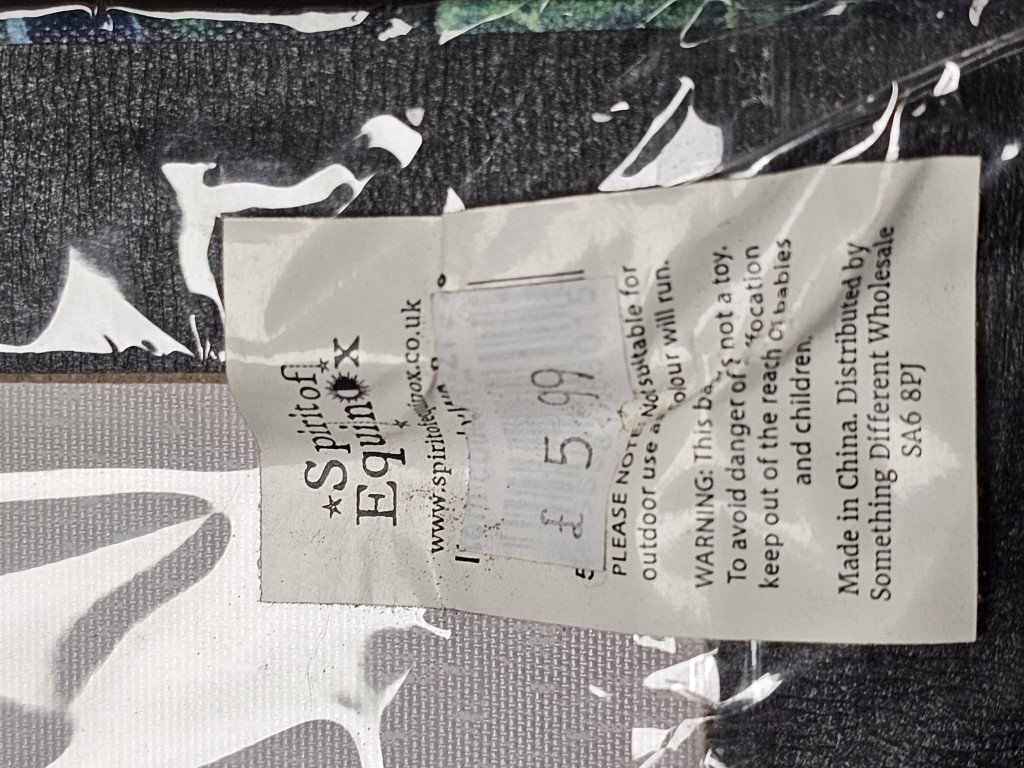 Spirit of
Equinox
www.spiritofequinox.co.uk
£5.99
PLEASE NOTE: Not suitable for
outdoor use as colour will run.
WARNING: This bag is not a toy.
To avoid danger of suffocation
keep out of the reach of babies
and children.
Made in China. Distributed by
Something Different Wholesale
SA6 8PJ